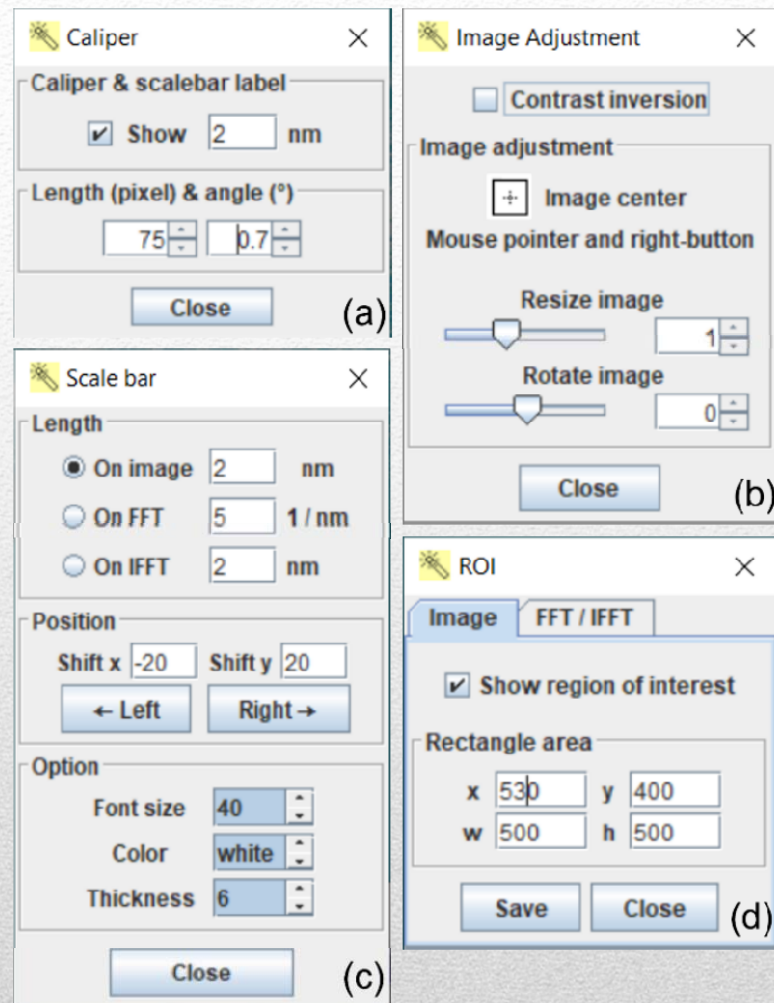 Caliper
Caliper & scalebar label
Show 2 nm
Length (pixel) & angle (°)
75 0.7
Close
(a)
Image Adjustment
Contrast inversion
Image adjustment
Image center
Mouse pointer and right-button
Resize image
1
Rotate image
0
Close
(b)
Scale bar
Length
On image 2 nm
On FFT 5 1 / nm
On IFFT 2 nm
Position
Shift x -20 Shift y 20
← Left Right →
Option
Font size 40
Color white
Thickness 6
Close
(c)
ROI
Image FFT / IFFT
Show region of interest
Rectangle area
x 530 y 400
w 500 h 500
Save Close
(d)